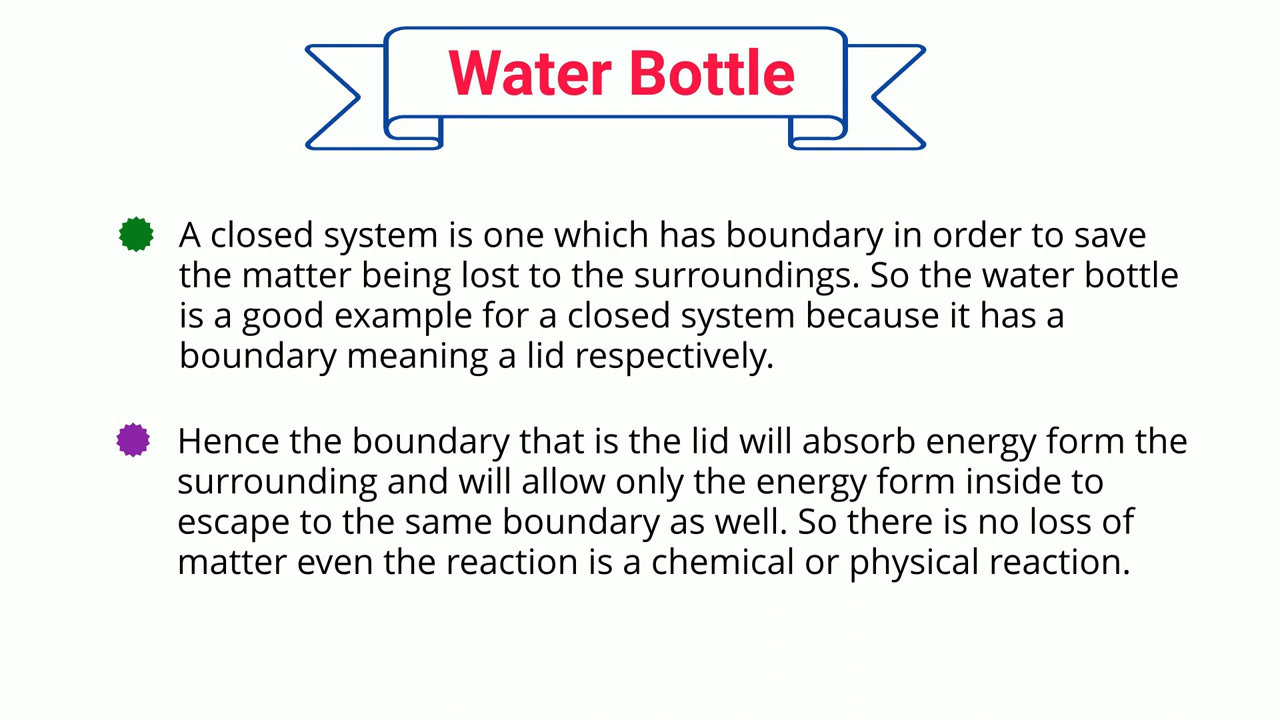 Water Bottle
A closed system is one which has boundary in order to save
the matter being lost to the surroundings. So the water bottle
is a good example for a closed system because it has a
boundary meaning a lid respectively.
Hence the boundary that is the lid will absorb energy form the
surrounding and will allow only the energy form inside to
escape to the same boundary as well. So there is no loss of
matter even the reaction is a chemical or physical reaction.